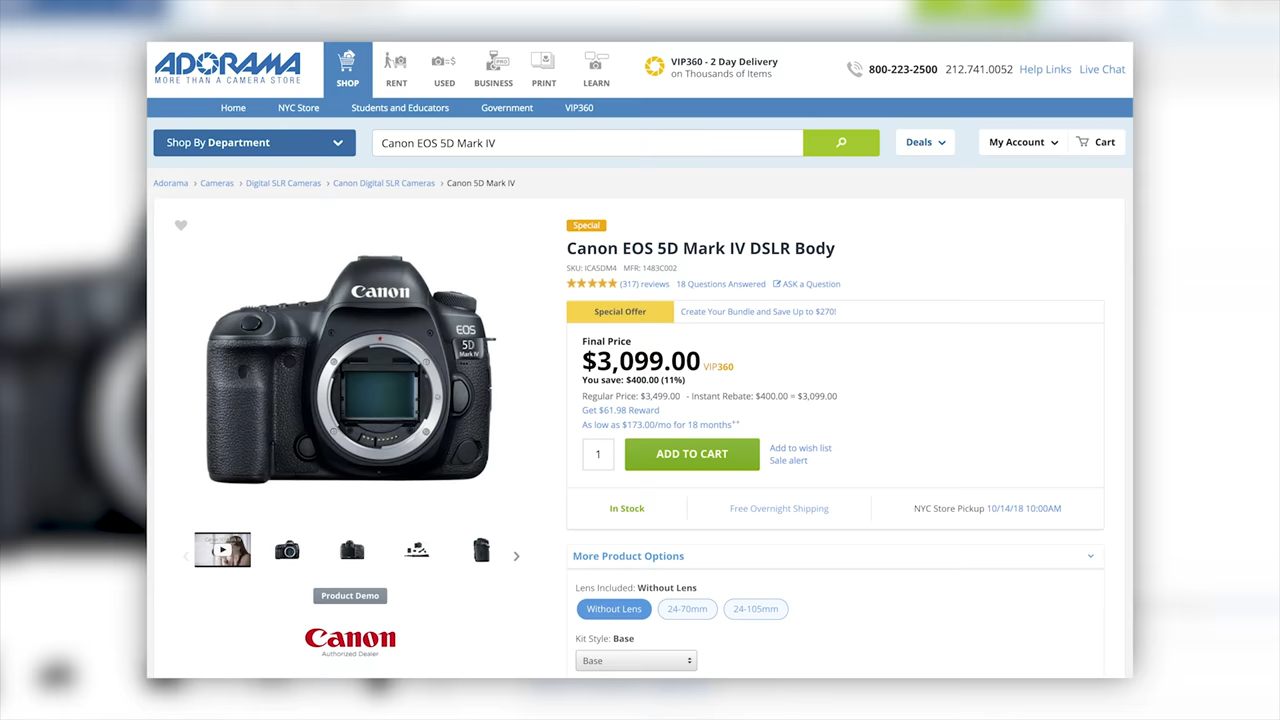 ADORAMA
MORE THAN A CAMERA STORE
SHOP
RENT
USED
BUSINESS
PRINT
LEARN
VIP360 - 2 Day Delivery
on Thousands of Items
800-223-2500 212.741.0052 Help Links Live Chat
Home NYC Store Students and Educators Government VIP360
Shop By Department
Canon EOS 5D Mark IV
Deals
My Account
Cart
Adorama › Cameras › Digital SLR Cameras › Canon Digital SLR Cameras › Canon 5D Mark IV
Canon
EOS
5D
Mark IV
Product Demo
Canon
Authorized Dealer
Special
Canon EOS 5D Mark IV DSLR Body
SKU: ICA5DM4 MFR: 1483C002
(317) reviews 18 Questions Answered ASK a Question
Special Offer Create Your Bundle and Save Up to $270!
Final Price
$3,099.00 VIP360
You save: $400.00 (11%)
Regular Price: $3,499.00 - Instant Rebate: $400.00 = $3,099.00
Get $61.98 Reward
As low as $173.00/mo for 18 months**
1 ADD TO CART
Add to wish list
Sale alert
In Stock Free Overnight Shipping NYC Store Pickup 10/14/18 10:00AM
More Product Options
Lens Included: Without Lens
Without Lens 24-70mm 24-105mm
Kit Style: Base
Base